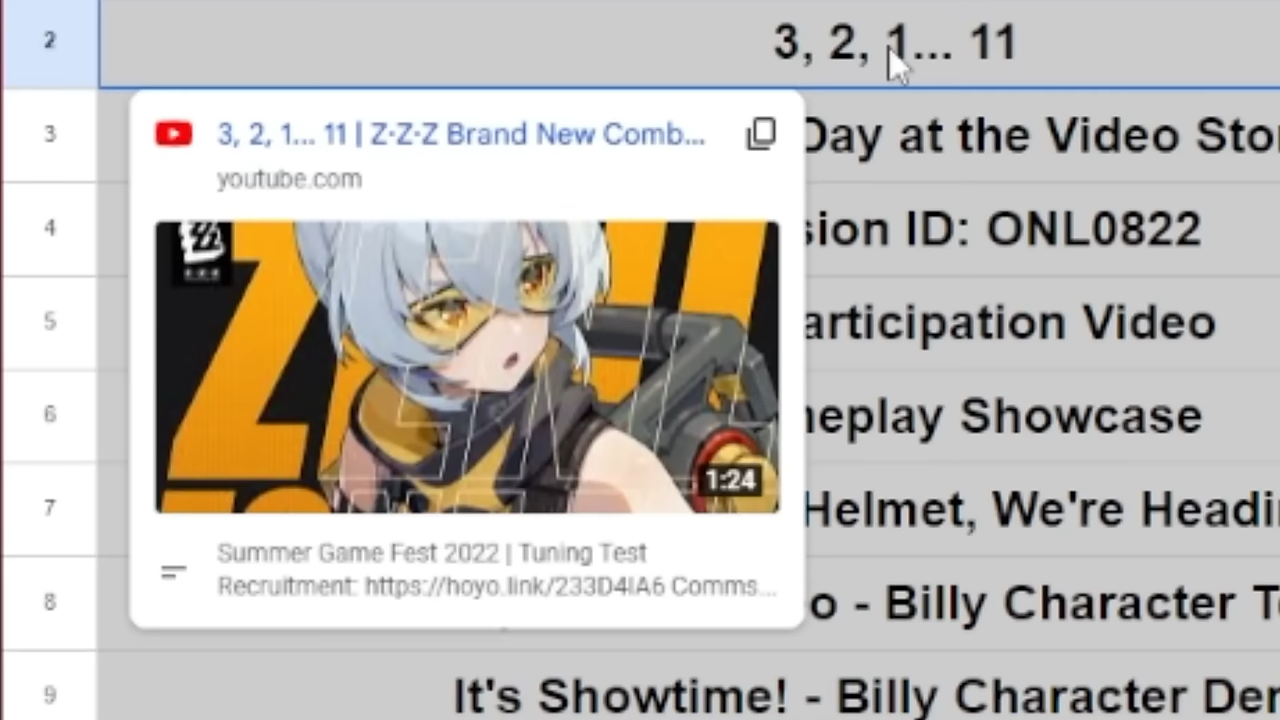 2
3, 2, 1... 11
3, 2, 1... 11 | Z·Z·Z Brand New Comb...
youtube.com
1:24
Summer Game Fest 2022 | Tuning Test
Recruitment: https://hoyo.link/233D4IA6 Comms...
3
Day at the Video Sto
4
sion ID: ONL0822
5
articipation Video
6
neplay Showcase
7
Helmet, We're Headi
8
o - Billy Character T
9
It's Showtime! - Billy Character De